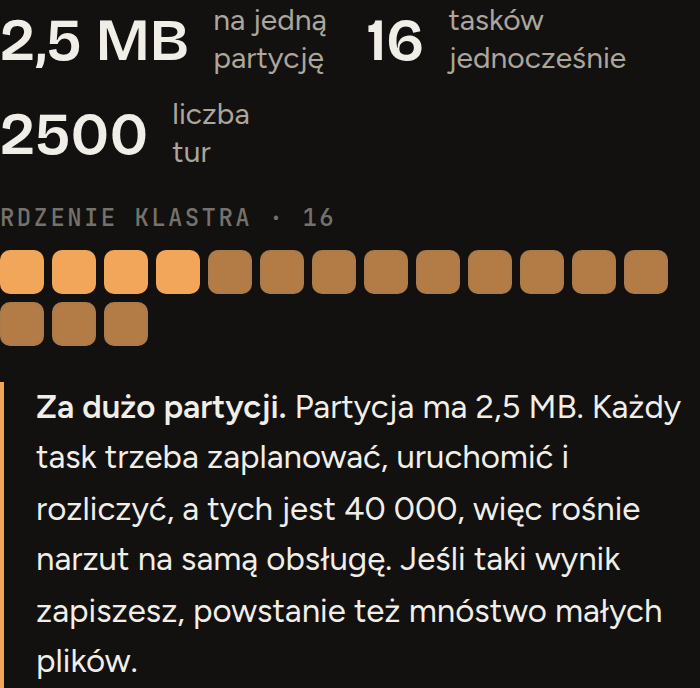 2,5 MB na jedną partycję 16 tasków jednocześnie
2500 liczba tur
RDZENIE KLASTRA · 16
Za dużo partycji. Partycja ma 2,5 MB. Każdy
task trzeba zaplanować, uruchomić i
rozliczyć, a tych jest 40 000, więc rośnie
narzut na samą obsługę. Jeśli taki wynik
zapiszesz, powstanie też mnóstwo małych
plików.